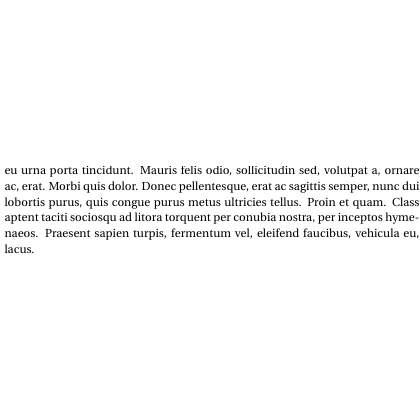 eu urna porta tincidunt. Mauris felis odio, sollicitudin sed, volutpat a, ornare
ac, erat. Morbi quis dolor. Donec pellentesque, erat ac sagittis semper, nunc dui
lobortis purus, quis congue purus metus ultricies tellus. Proin et quam. Class
aptent taciti sociosqu ad litora torquent per conubia nostra, per inceptos hyme-
naeos. Praesent sapien turpis, fermentum vel, eleifend faucibus, vehicula eu,
lacus.